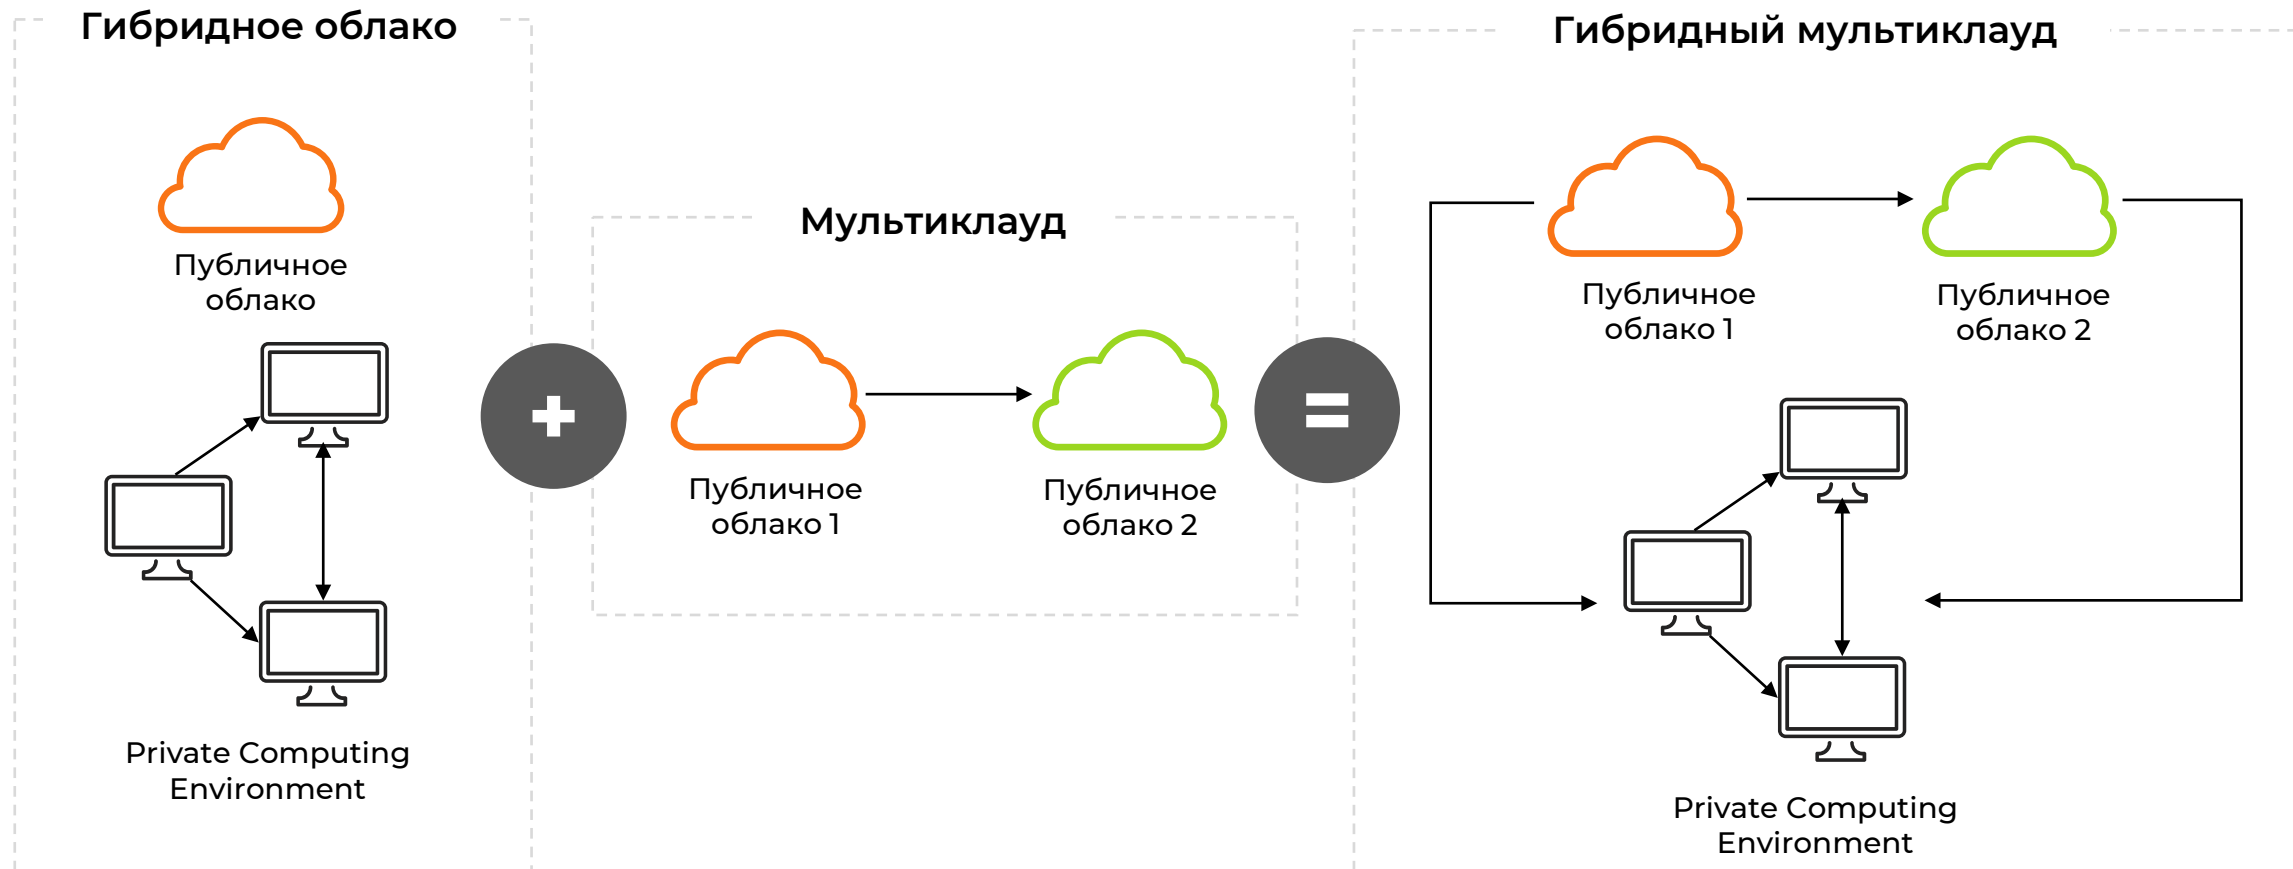 Гибридное облако
Публичное
облако
Private Computing
Environment
+
Мультиклауд
Публичное
облако 1
Публичное
облако 2
=
Гибридный мультиклауд
Публичное
облако 1
Публичное
облако 2
Private Computing
Environment